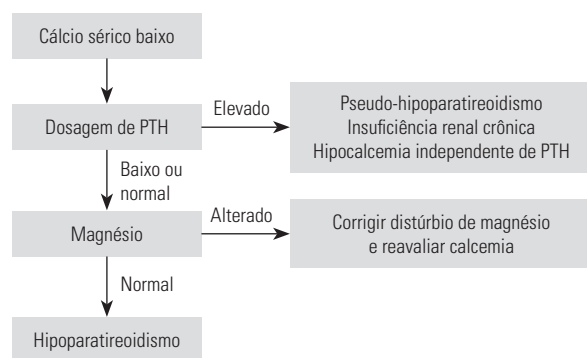 Cálcio sérico baixo
Dosagem de PTH
Elevado
Pseudo-hipoparatireoidismo
Insuficiência renal crônica
Hipocalcemia independente de PTH
Baixo ou
normal
Magnésio
Alterado
Corrigir distúrbio de magnésio
e reavaliar calcemia
Normal
Hipoparatireoidismo